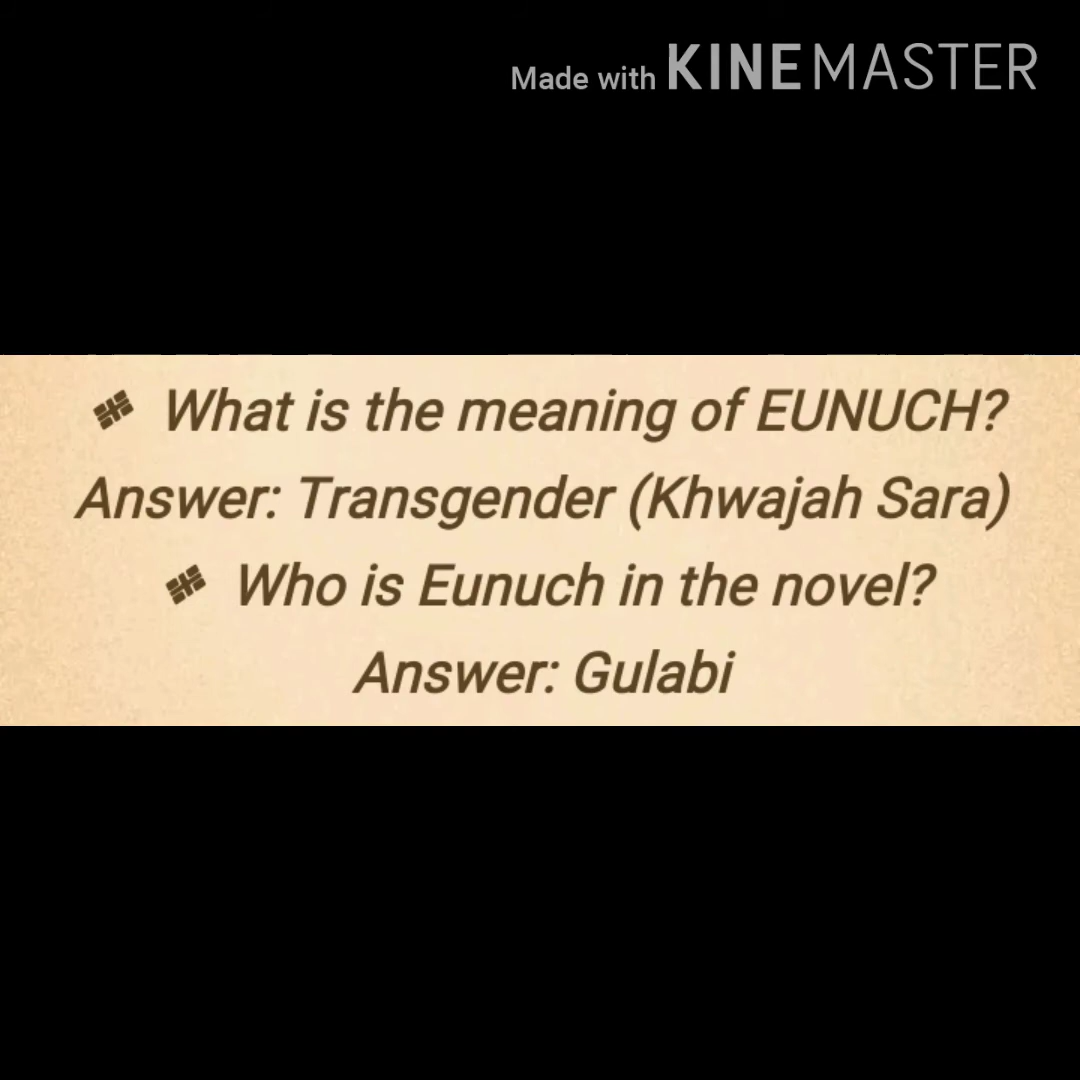 Made with KINEMASTER
What is the meaning of EUNUCH?
Answer: Transgender (Khwajah Sara)
Who is Eunuch in the novel?
Answer: Gulabi